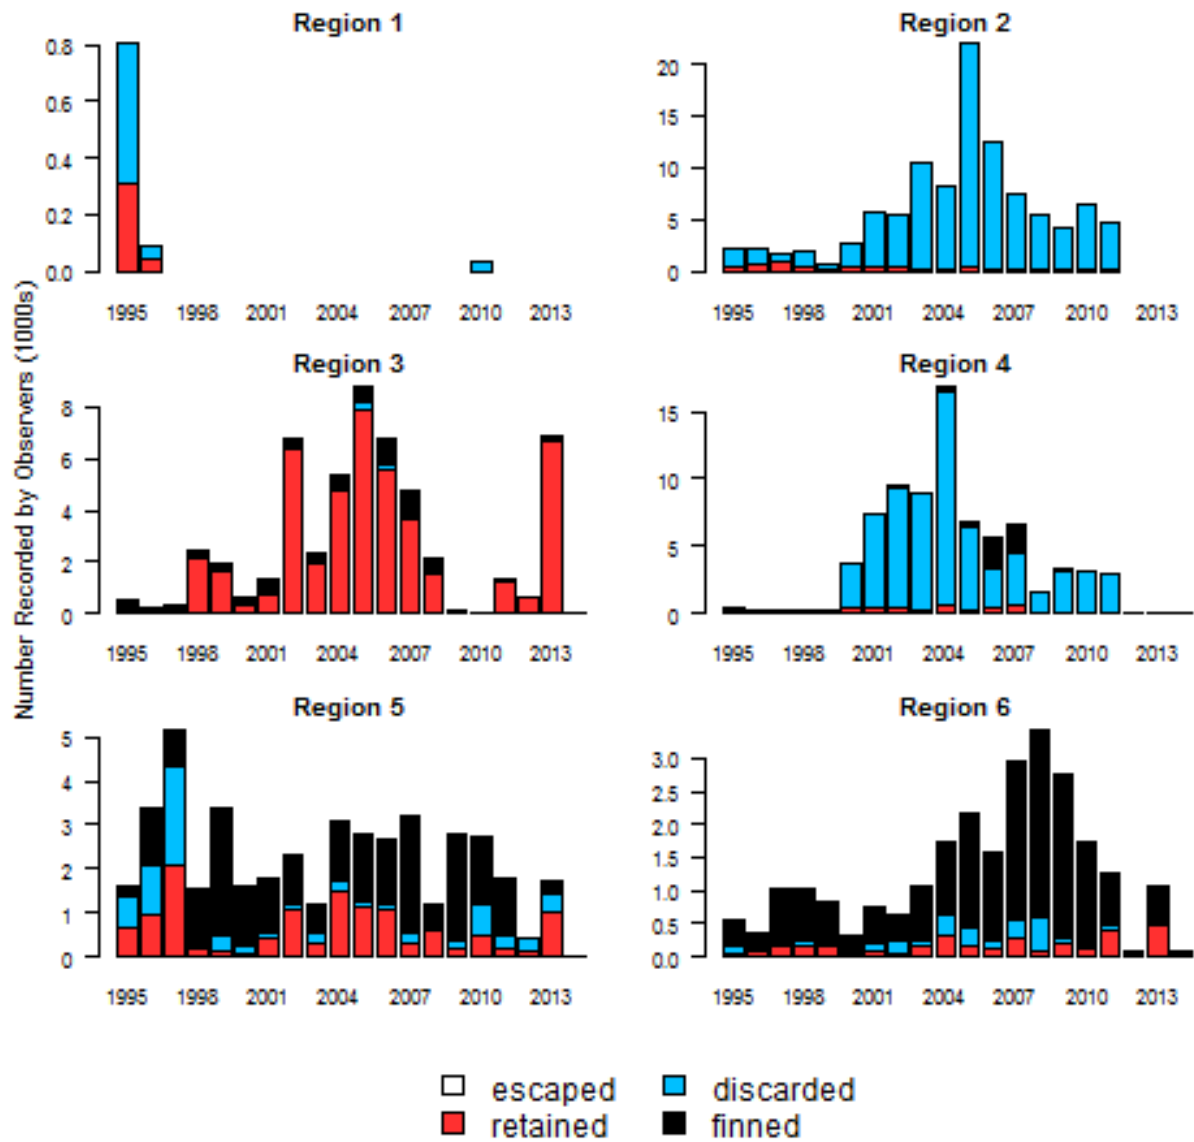 Region 1
Region 2
0.8
0.6
0.4
0.2
0.0
1995 1998 2001 2004 2007 2010 2013
20
15
10
5
0
1995 1998 2001 2004 2007 2010 2013
Number Recorded by Observers (1000s)
Region 3
Region 4
8
6
4
2
0
1995 1998 2001 2004 2007 2010 2013
15
10
5
0
1995 1998 2001 2004 2007 2010 2013
Region 5
Region 6
5
4
3
2
1
0
1995 1998 2001 2004 2007 2010 2013
3.0
2.5
2.0
1.5
1.0
0.5
0.0
1995 1998 2001 2004 2007 2010 2013
escaped discarded
retained finned